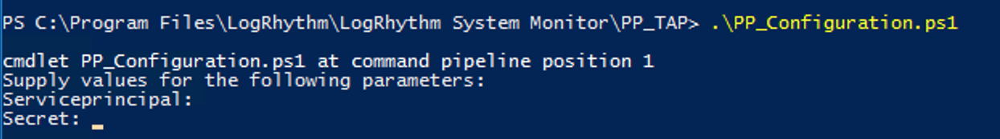 PS C:\Program Files\LogRhythm\LogRhythm System Monitor\PP_TAP> .\PP_Configuration.ps1
cmdlet PP_Configuration.ps1 at command pipeline position 1
Supply values for the following parameters:
Serviceprincipal:
Secret: